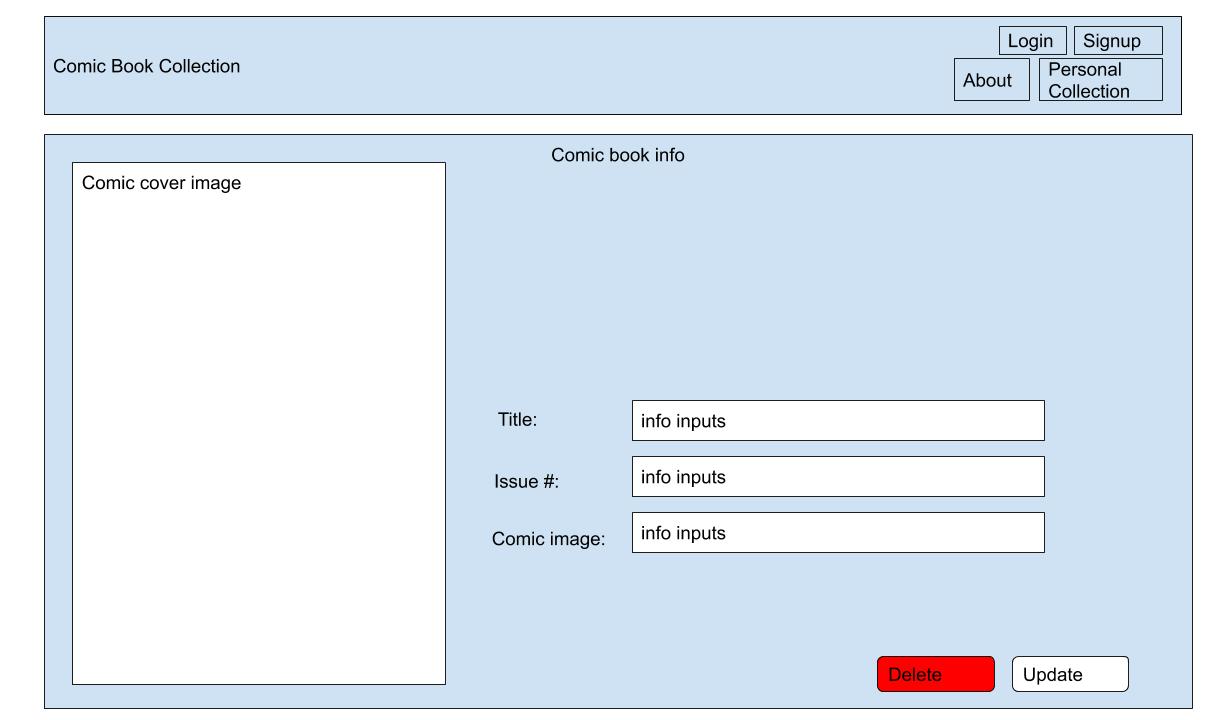 Login Signup
Comic Book Collection
About Personal
Collection
Comic book info
Comic cover image
Title: info inputs
Issue #: info inputs
Comic image: info inputs
Delete Update